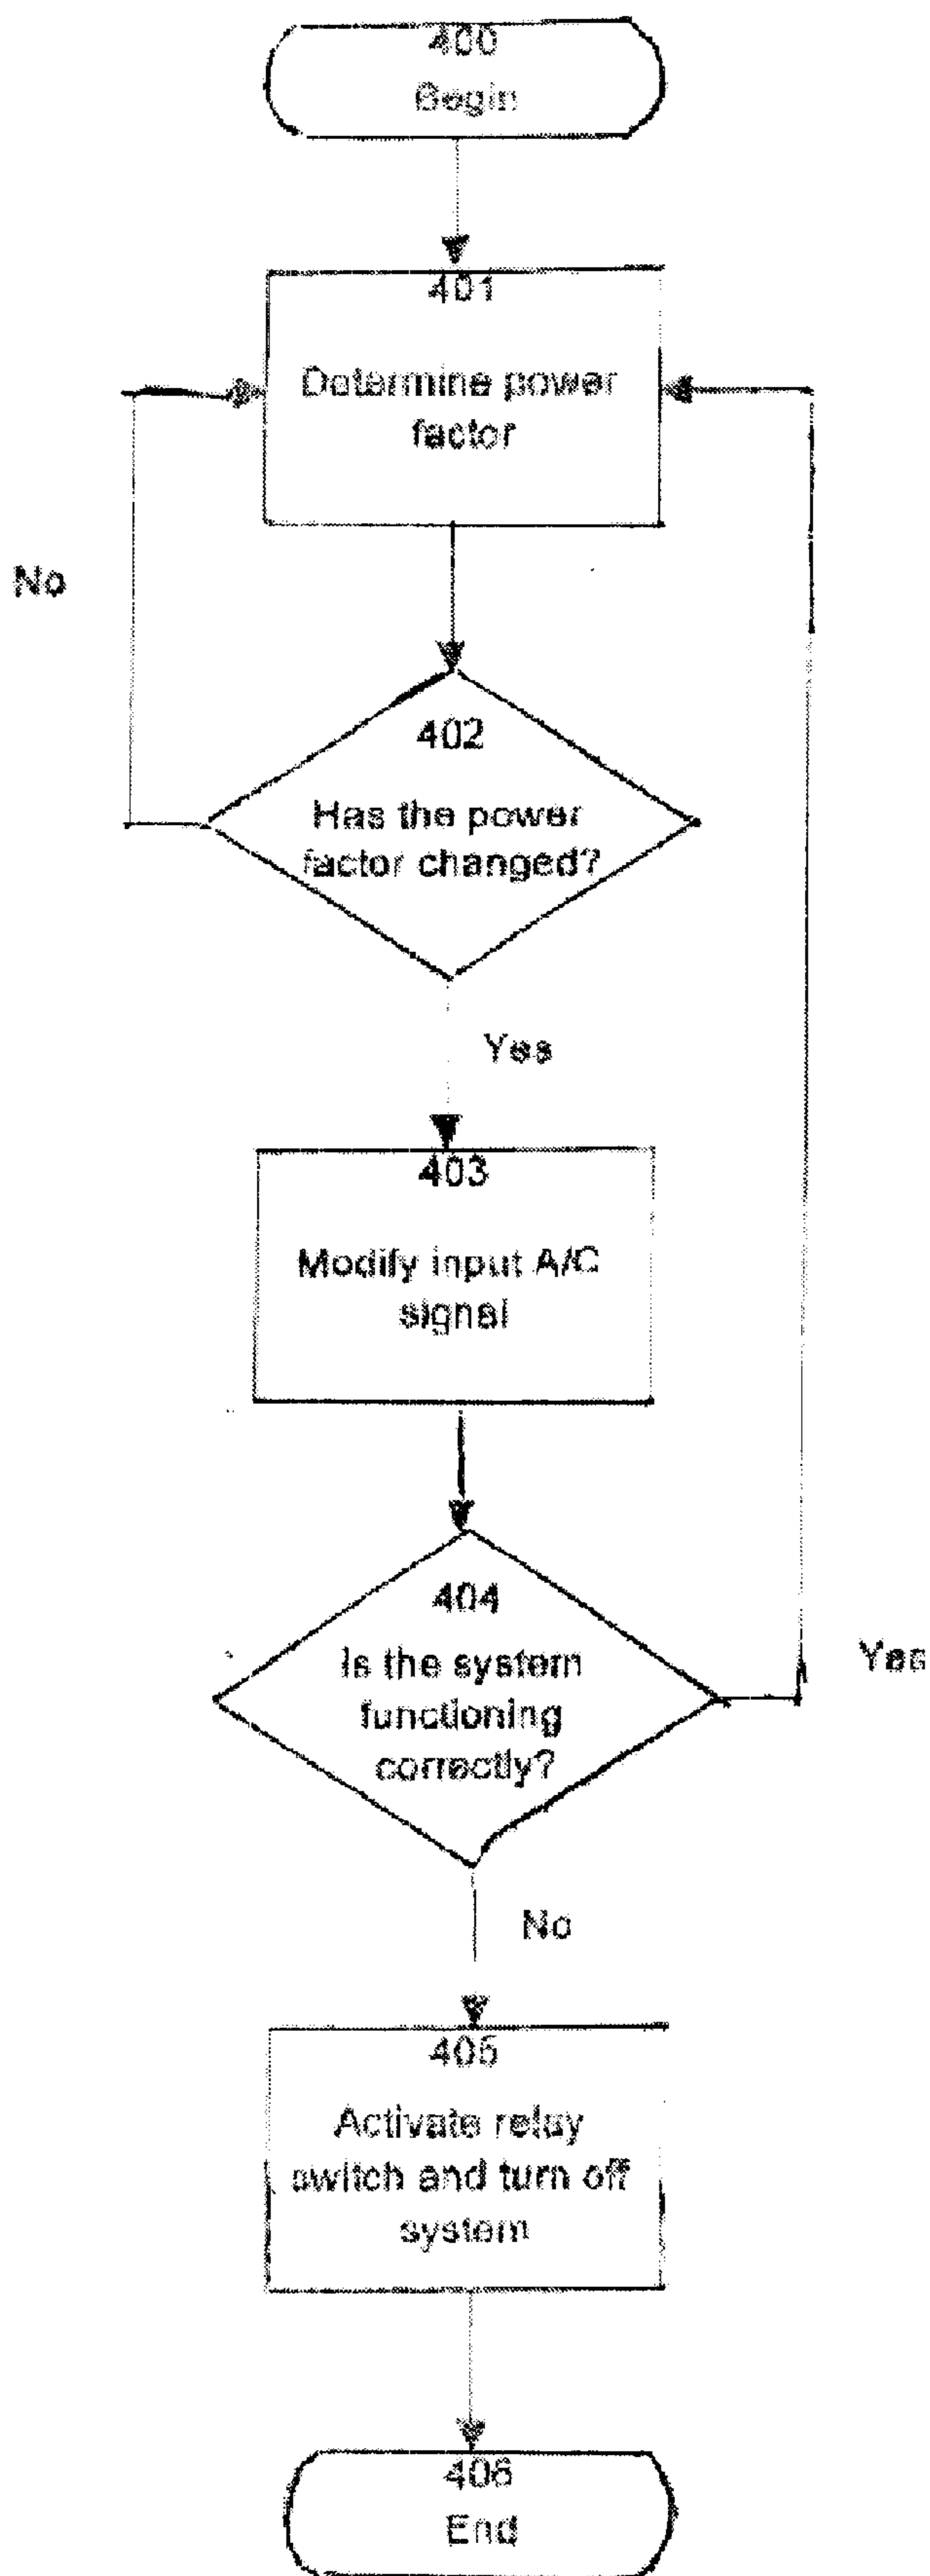 400
Begin
401
Determine power
factor
No
402
Has the power
factor changed?
Yes
403
Modify input A/C
signal
404
Is the system
functioning
correctly?
Yes
No
405
Activate relay
switch and turn off
system
406
End